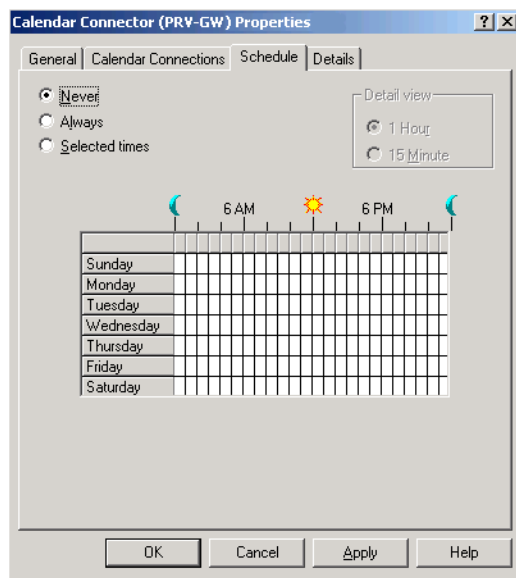 Calendar Connector (PRV-GW) Properties
General Calendar Connections Schedule Details
Never
Always
Selected times
Detail view
1 Hour
15 Minute
6 AM 6 PM
Sunday
Monday
Tuesday
Wednesday
Thursday
Friday
Saturday
OK Cancel Apply Help